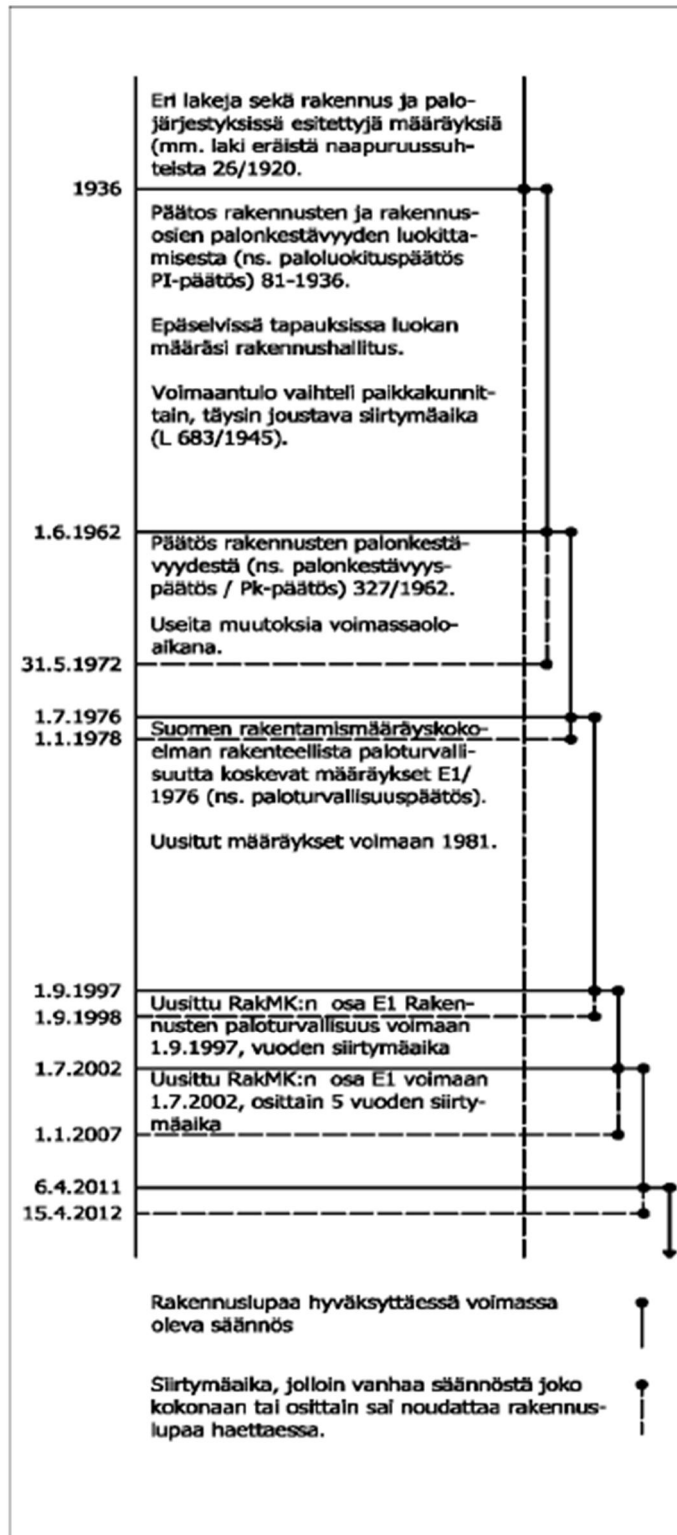 Eri lakeja sekä rakennus ja palo-
järjestyksissä esitettyjä määräyksiä
(mm. laki eräistä naapuruussuh-
teista 26/1920.
1936
Päätos rakennusten ja rakennus-
osien palonkestävyyden luokitta-
misesta (ns. paloluokituspäätös
PI-päätös) 81-1936.
Epäselvissä tapauksissa luokan
määräsi rakennushallitus.
Voimaantulo vaihteli paikkakunnit-
tain, täysin joustava siirtymäaika
(L 683/1945).
1.6.1962
Päätös rakennusten palonkestä-
vyydestä (ns. palonkestävyys-
päätös / Pk-päätös) 327/1962.
Useita muutoksia voimassaolo-
aikana.
31.5.1972
1.7.1976
Suomen rakentamismääräyskoko-
1.1.1978
elman rakenteellista paloturvalli-
suutta koskevat määräykset E1/
1976 (ns. paloturvallisuuspäätös).
Uusitut määräykset voimaan 1981.
1.9.1997
Uusittu RakMK:n osa E1 Raken-
1.9.1998
nusten paloturvallisuus voimaan
1.9.1997, vuoden siirtymäaika
1.7.2002
Uusittu RakMK:n osa E1 voimaan
1.7.2002, osittain 5 vuoden siirty-
mäaika
1.1.2007
6.4.2011
15.4.2012
Rakennuslupaa hyväksyttäessä voimassa
oleva säännös
Siirtymäaika, jolloin vanhaa säännöstä joko
kokonaan tai osittain sai noudattaa rakennus-
lupaa haettaessa.